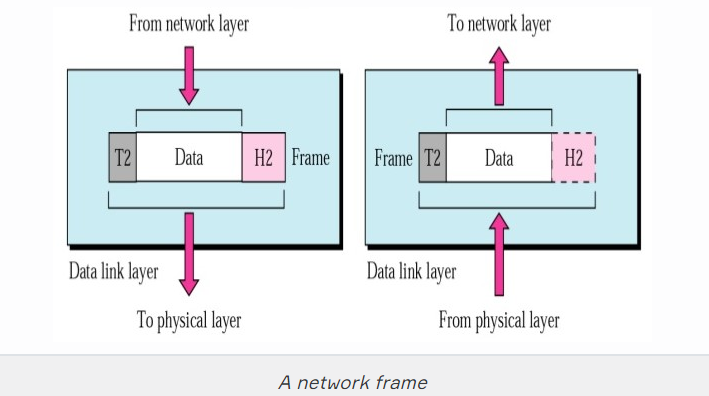 From network layer
To network layer
T2 Data H2 Frame
Frame T2 Data H2
Data link layer
Data link layer
To physical layer
From physical layer
A network frame